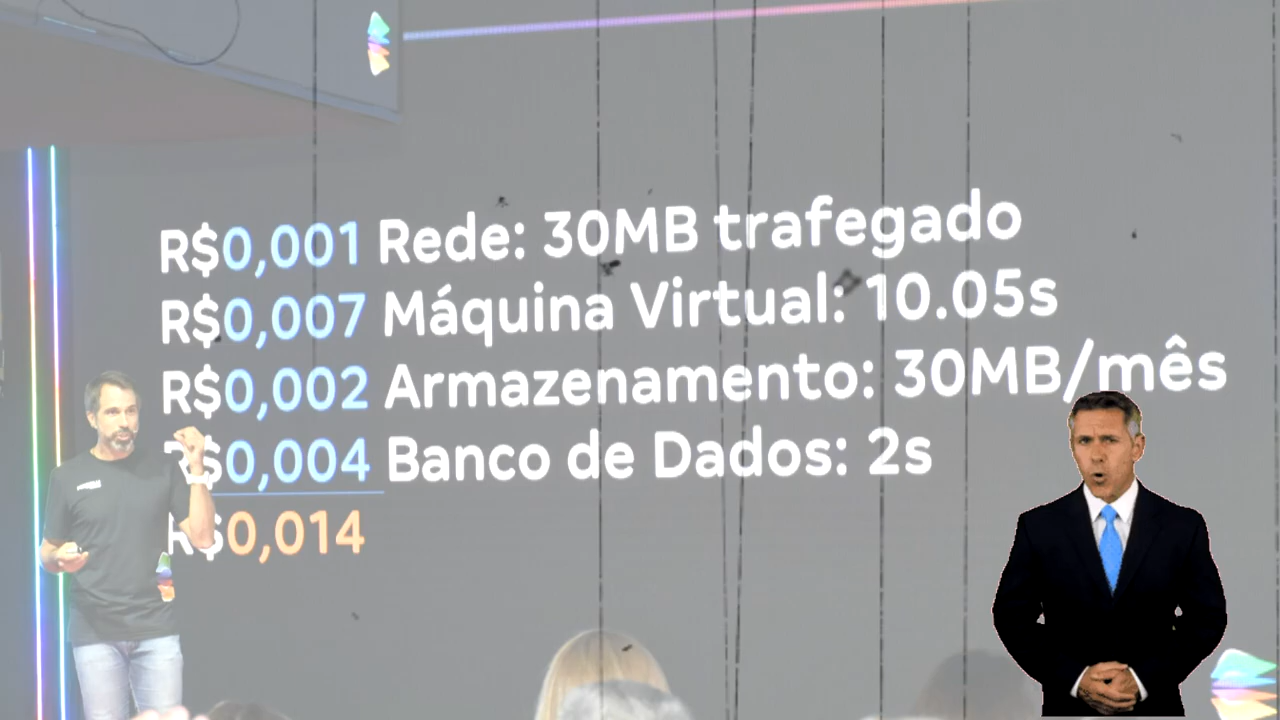 R$0,001 Rede: 30MB trafegado
R$0,007 Máquina Virtual: 10.05s
R$0,002 Armazenamento: 30MB/mês
R$0,004 Banco de Dados: 2s
R$0,014